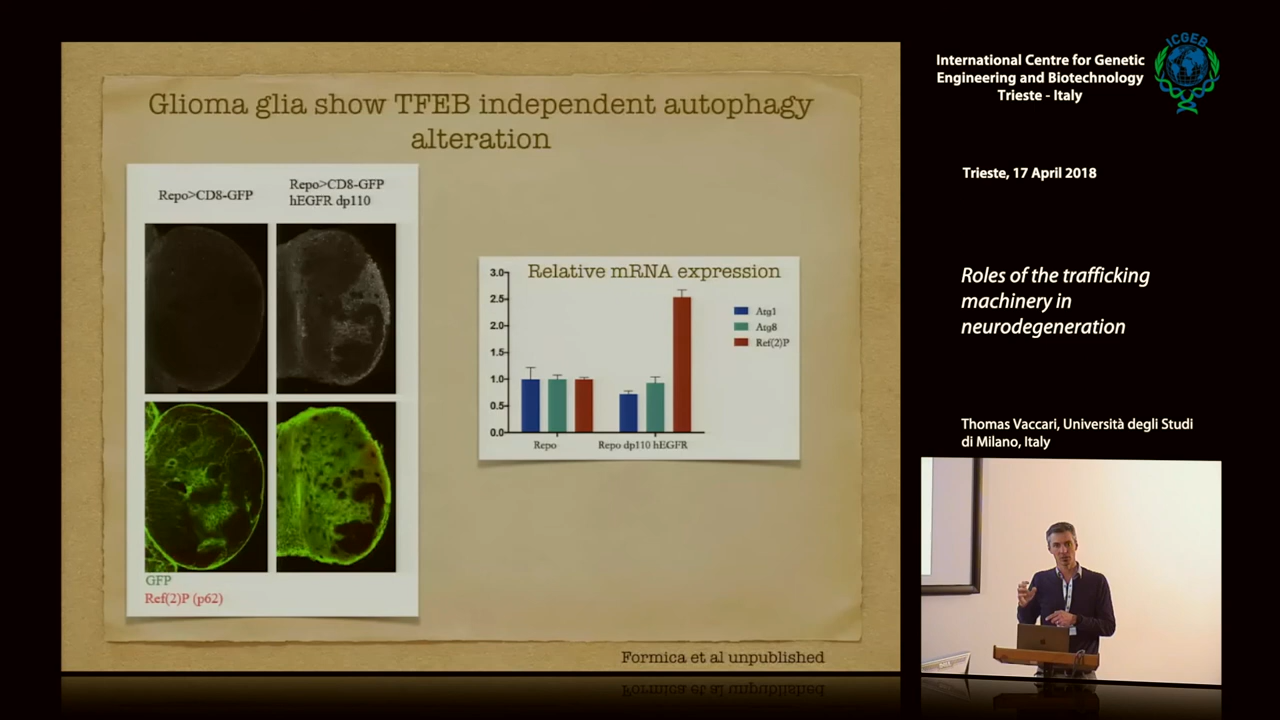 Glioma glia show TFEB independent autophagy
alteration
Repo>CD8-GFP
Repo>CD8-GFP
hEGFR dp110
GFP
Ref(2)P (p62)
Relative mRNA expression
3.0
2.5
2.0
1.5
1.0
0.5
0.0
Repo
Repo dp110 hEGFR
Atg1
Atg8
Ref(2)P
Formica et al unpublished
International Centre for Genetic
Engineering and Biotechnology
Trieste - Italy
ICGEB
Trieste, 17 April 2018
Roles of the trafficking
machinery in
neurodegeneration
Thomas Vaccari, Università degli Studi
di Milano, Italy